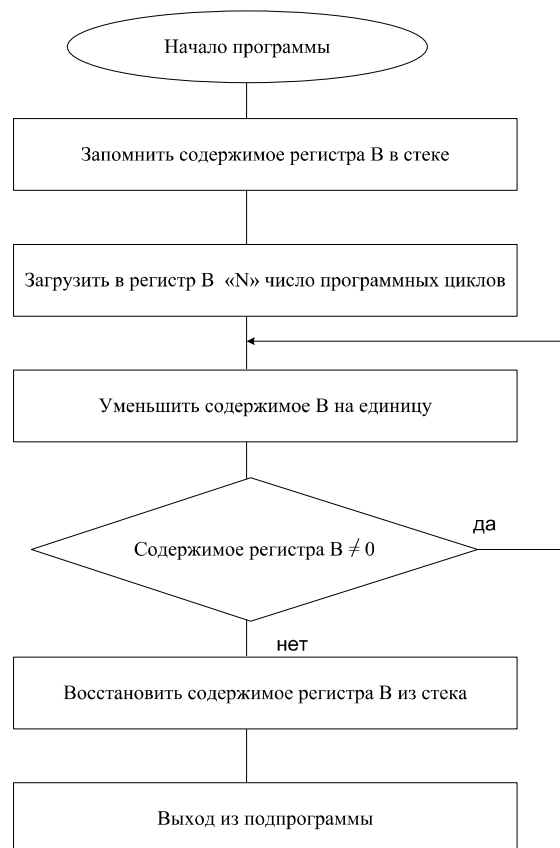 Начало программы
Запомнить содержимое регистра В в стеке
Загрузить в регистр В «N» число программных циклов
Уменьшить содержимое В на единицу
да
Содержимое регистра В ≠ 0
нет
Восстановить содержимое регистра В из стека
Выход из подпрограммы